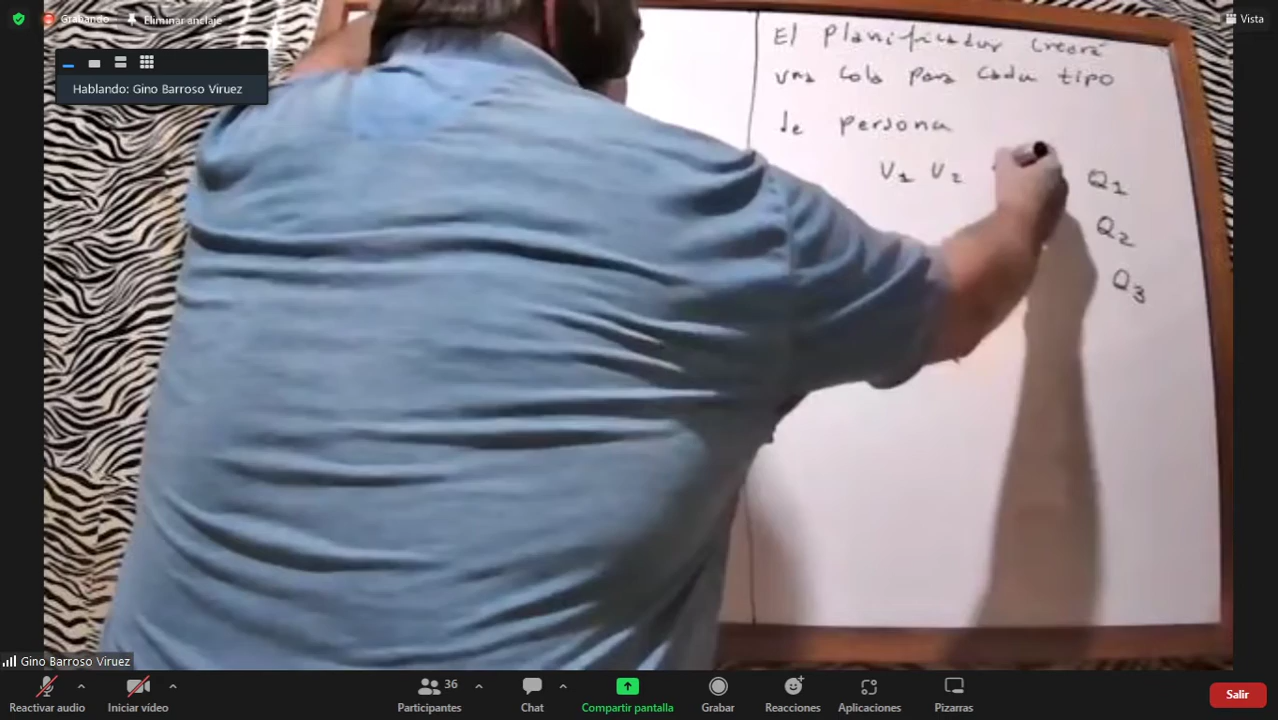 Grabando
Eliminar anclaje
Vista
Hablando: Gino Barroso Viruez
El planificador creará
una cola para cada tipo
de persona
V1 V2
Q1
Q2
Q3
Gino Barroso Viruez
Reactivar audio
Iniciar vídeo
36
Participantes
Chat
Compartir pantalla
Grabar
Reacciones
Aplicaciones
Pizarras
Salir